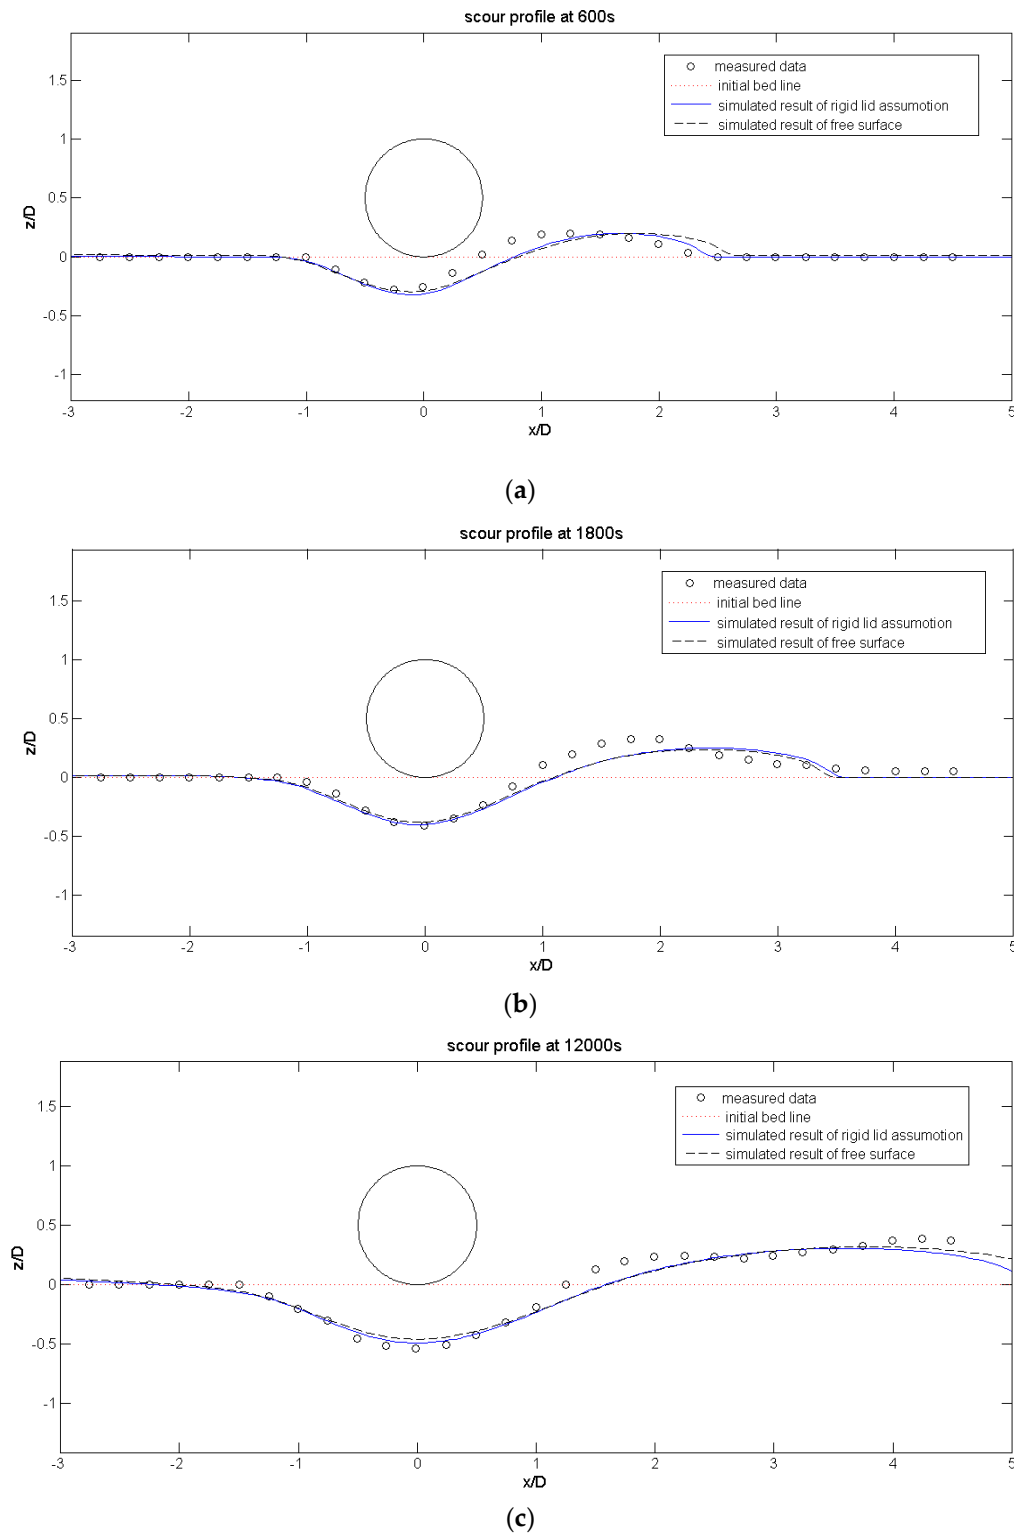 scour profile at 600s
measured data
initial bed line
simulated result of rigid lid assumotion
simulated result of free surface
1.5
1
0.5
0
-0.5
-1
z/D
-3 -2 -1 0 1 2 3 4 5
x/D
(a)
scour profile at 1800s
measured data
initial bed line
simulated result of rigid lid assumotion
simulated result of free surface
1.5
1
0.5
0
-0.5
-1
z/D
-3 -2 -1 0 1 2 3 4 5
x/D
(b)
scour profile at 12000s
measured data
initial bed line
simulated result of rigid lid assumotion
simulated result of free surface
1.5
1
0.5
0
-0.5
-1
z/D
-3 -2 -1 0 1 2 3 4 5
x/D
(c)